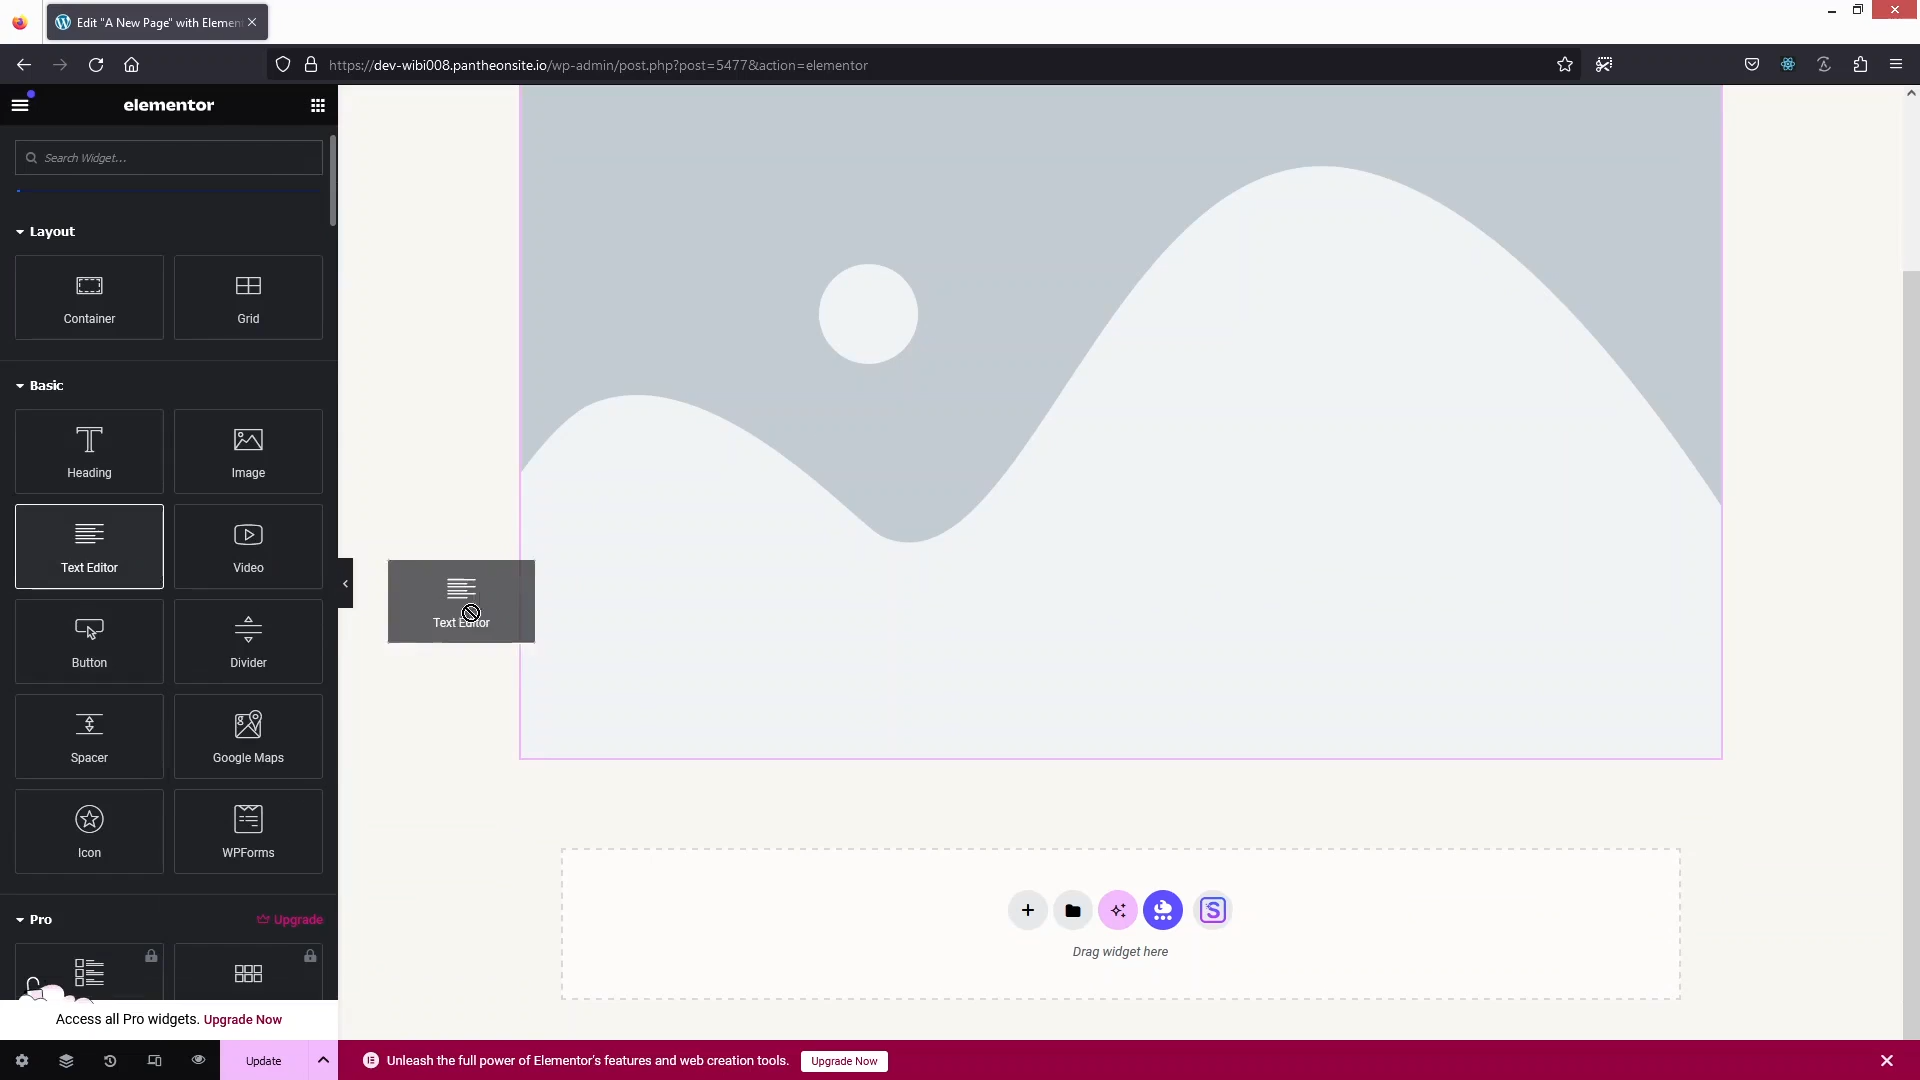 Edit "A New Page" with Elemen
https://dev-wibi008.pantheonsite.io/wp-admin/post.php?post=5477&action=elementor
elementor
Search Widget...
Layout
Container
Grid
Basic
Heading
Image
Text Editor
Video
Text Editor
Button
Divider
Spacer
Google Maps
Icon
WPForms
Pro
Upgrade
S
Drag widget here
Access all Pro widgets. Upgrade Now
Update
Unleash the full power of Elementor's features and web creation tools.
Upgrade Now